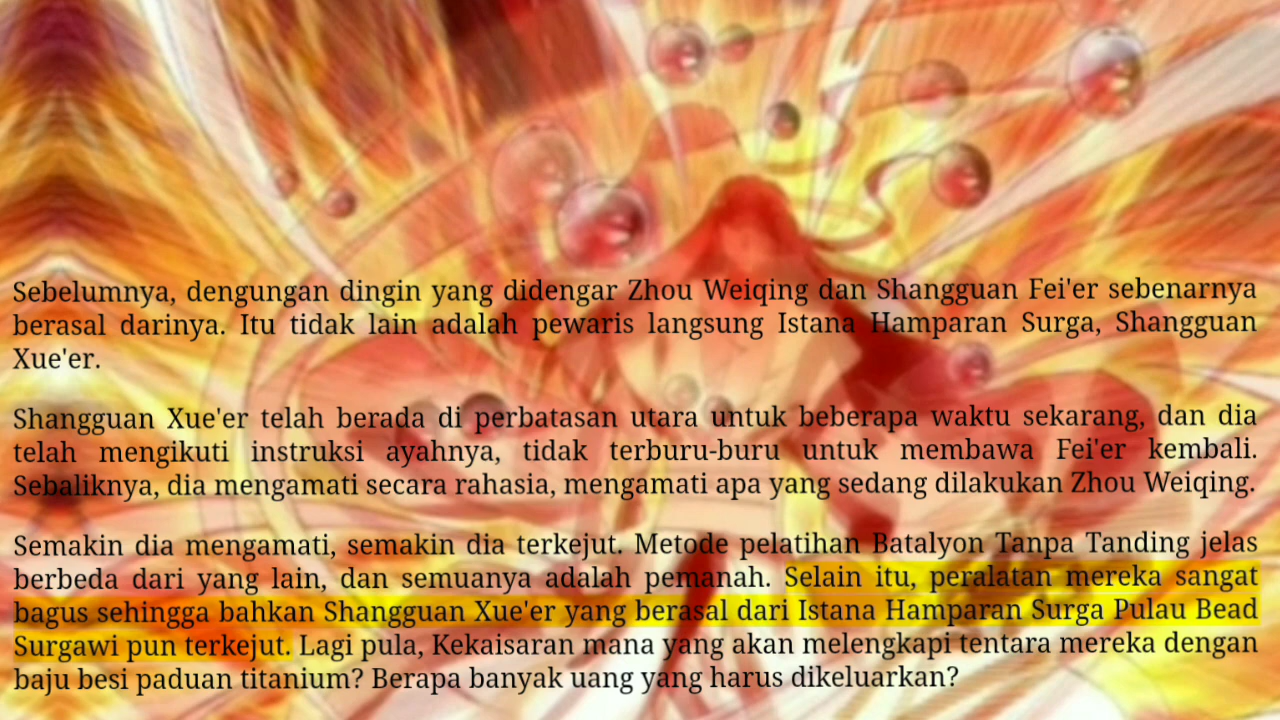 Sebelumnya, dengungan dingin yang didengar Zhou Weiqing dan Shangguan Fei'er sebenarnya
berasal darinya. Itu tidak lain adalah pewaris langsung Istana Hamparan Surga, Shangguan
Xue'er.
Shangguan Xue'er telah berada di perbatasan utara untuk beberapa waktu sekarang, dan dia
telah mengikuti instruksi ayahnya, tidak terburu-buru untuk membawa Fei'er kembali.
Sebaliknya, dia mengamati secara rahasia, mengamati apa yang sedang dilakukan Zhou Weiqing.
Semakin dia mengamati, semakin dia terkejut. Metode pelatihan Batalyon Tanpa Tanding jelas
berbeda dari yang lain, dan semuanya adalah pemanah. Selain itu, peralatan mereka sangat
bagus sehingga bahkan Shangguan Xue'er yang berasal dari Istana Hamparan Surga Pulau Bead
Surgawi pun terkejut. Lagi pula, Kekaisaran mana yang akan melengkapi tentara mereka dengan
baju besi paduan titanium? Berapa banyak uang yang harus dikeluarkan?